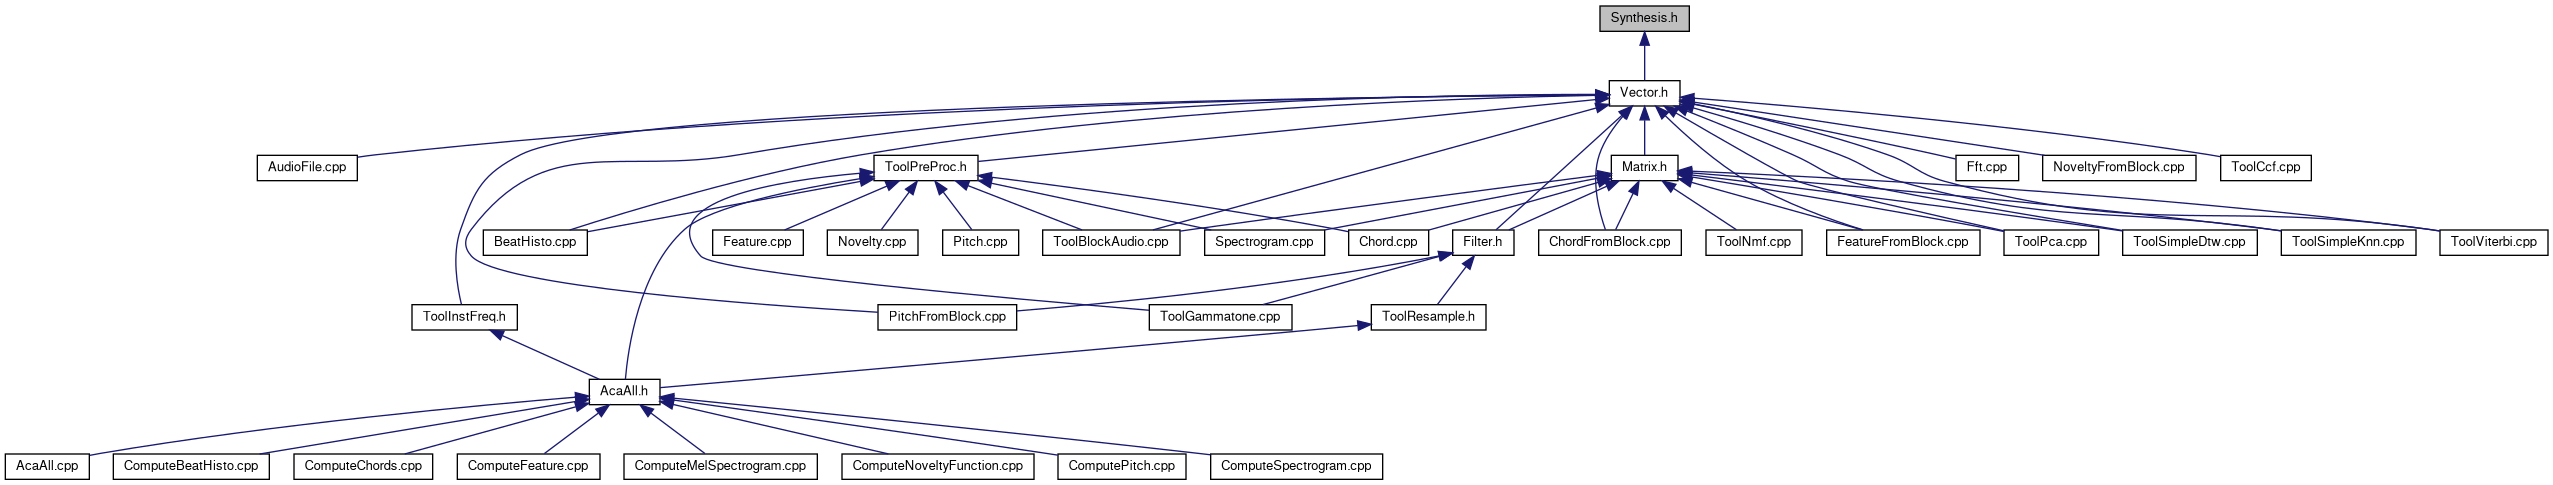 Synthesis.h
Vector.h
AudioFile.cpp
ToolPreProc.h
Matrix.h
Fft.cpp
NoveltyFromBlock.cpp
ToolCcf.cpp
BeatHisto.cpp
Feature.cpp
Novelty.cpp
Pitch.cpp
ToolBlockAudio.cpp
Spectrogram.cpp
Chord.cpp
Filter.h
ChordFromBlock.cpp
ToolNmf.cpp
FeatureFromBlock.cpp
ToolPca.cpp
ToolSimpleDtw.cpp
ToolSimpleKnn.cpp
ToolViterbi.cpp
ToolInstFreq.h
PitchFromBlock.cpp
ToolGammatone.cpp
ToolResample.h
AcaAll.h
AcaAll.cpp
ComputeBeatHisto.cpp
ComputeChords.cpp
ComputeFeature.cpp
ComputeMelSpectrogram.cpp
ComputeNoveltyFunction.cpp
ComputePitch.cpp
ComputeSpectrogram.cpp